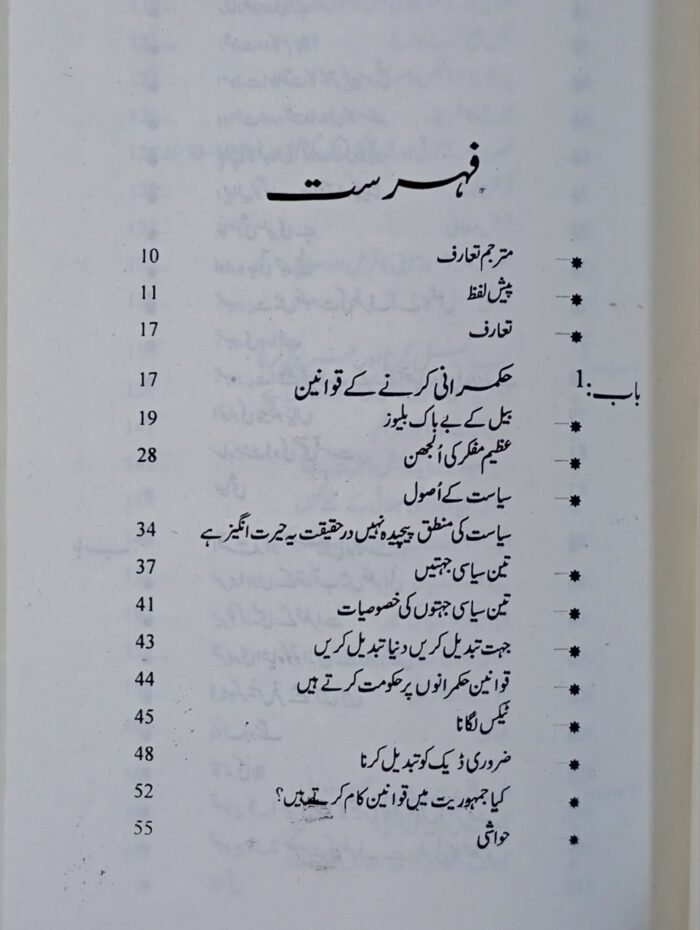 فہرست
مترجم تعارف 10
پیش لفظ 11
تعارف 17
باب:1 حکمرانی کرنے کے قوانین 17
بیل کے بے باک بلیوز 19
عظیم مفکر کی اُلجھن 28
سیاست کے اُصول
سیاست کی منطق پیچیدہ نہیں درحقیقت یہ حیرت انگیز ہے 34
تین سیاسی جہتیں 37
تین سیاسی جہتوں کی خصوصیات 41
جہت تبدیل کریں دنیا تبدیل کریں 43
قوانین حکمرانوں پر حکومت کرتے ہیں 44
ٹیکس لگانا 45
ضروری ڈیک کو تبدیل کرنا 48
کیا جمہوریت میں قوانین کام کرتے ہیں؟ 52
حواشی 55